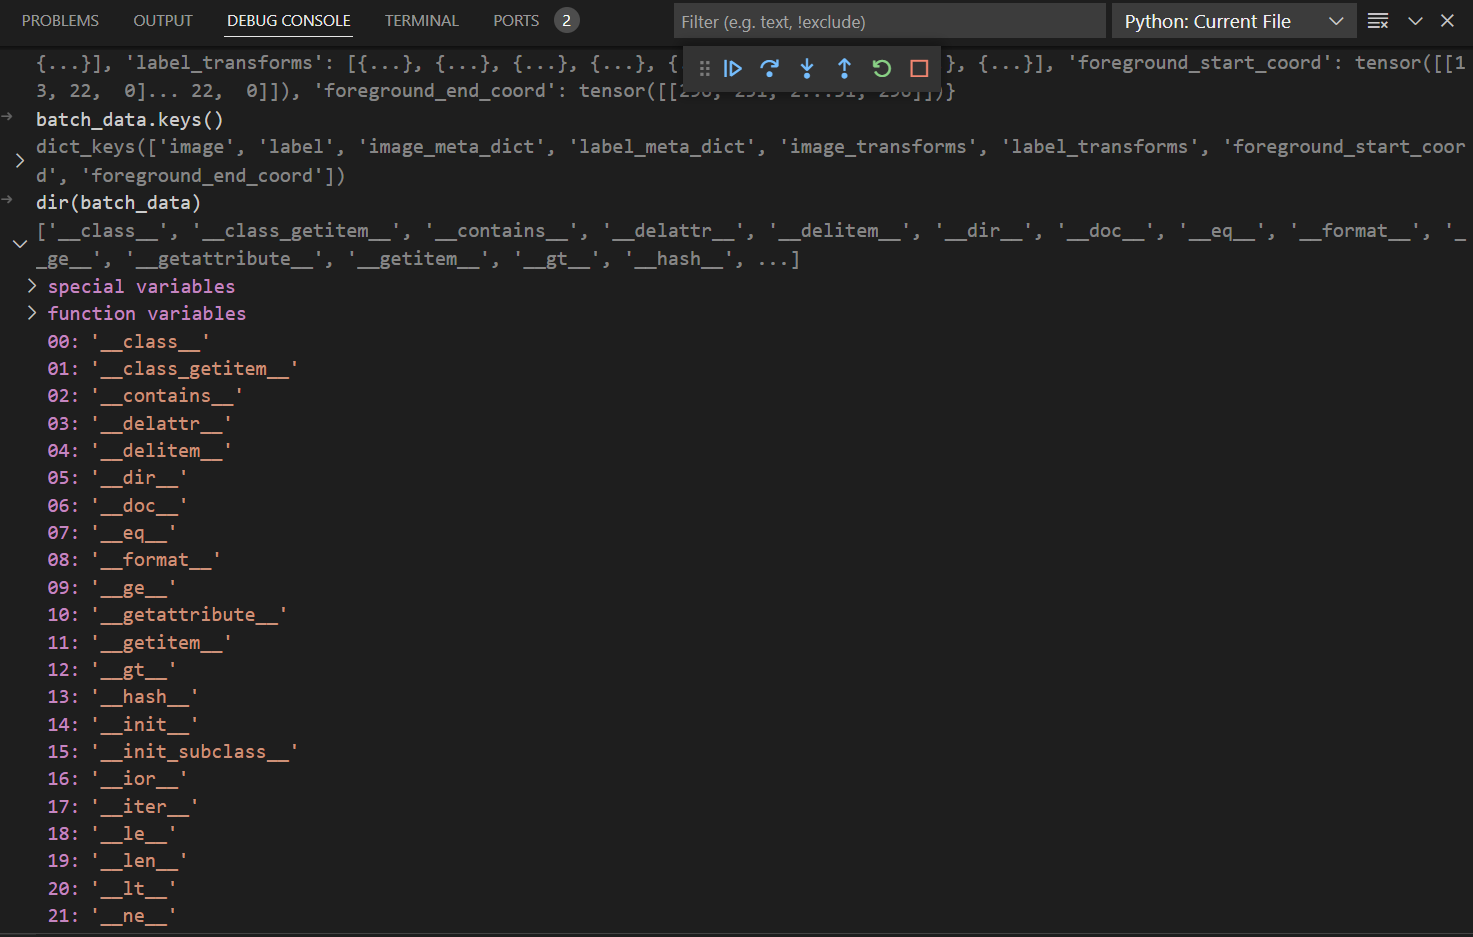 PROBLEMS OUTPUT DEBUG CONSOLE TERMINAL PORTS 2 Filter (e.g. text, !exclude) Python: Current File
{...}], 'label_transforms': [{...}, {...}, {...}, {...}, { }, {...}], 'foreground_start_coord': tensor([[1
3, 22, 0]... 22, 0]]), 'foreground_end_coord': tensor([[
batch_data.keys()
dict_keys(['image', 'label', 'image_meta_dict', 'label_meta_dict', 'image_transforms', 'label_transforms', 'foreground_start_coor
d', 'foreground_end_coord'])
dir(batch_data)
['__class__', '__class_getitem__', '__contains__', '__delattr__', '__delitem__', '__dir__', '__doc__', '__eq__', '__format__', '_
_ge__', '__getattribute__', '__getitem__', '__gt__', '__hash__', ...]
special variables
function variables
00: '__class__'
01: '__class_getitem__'
02: '__contains__'
03: '__delattr__'
04: '__delitem__'
05: '__dir__'
06: '__doc__'
07: '__eq__'
08: '__format__'
09: '__ge__'
10: '__getattribute__'
11: '__getitem__'
12: '__gt__'
13: '__hash__'
14: '__init__'
15: '__init_subclass__'
16: '__ior__'
17: '__iter__'
18: '__le__'
19: '__len__'
20: '__lt__'
21: '__ne__'